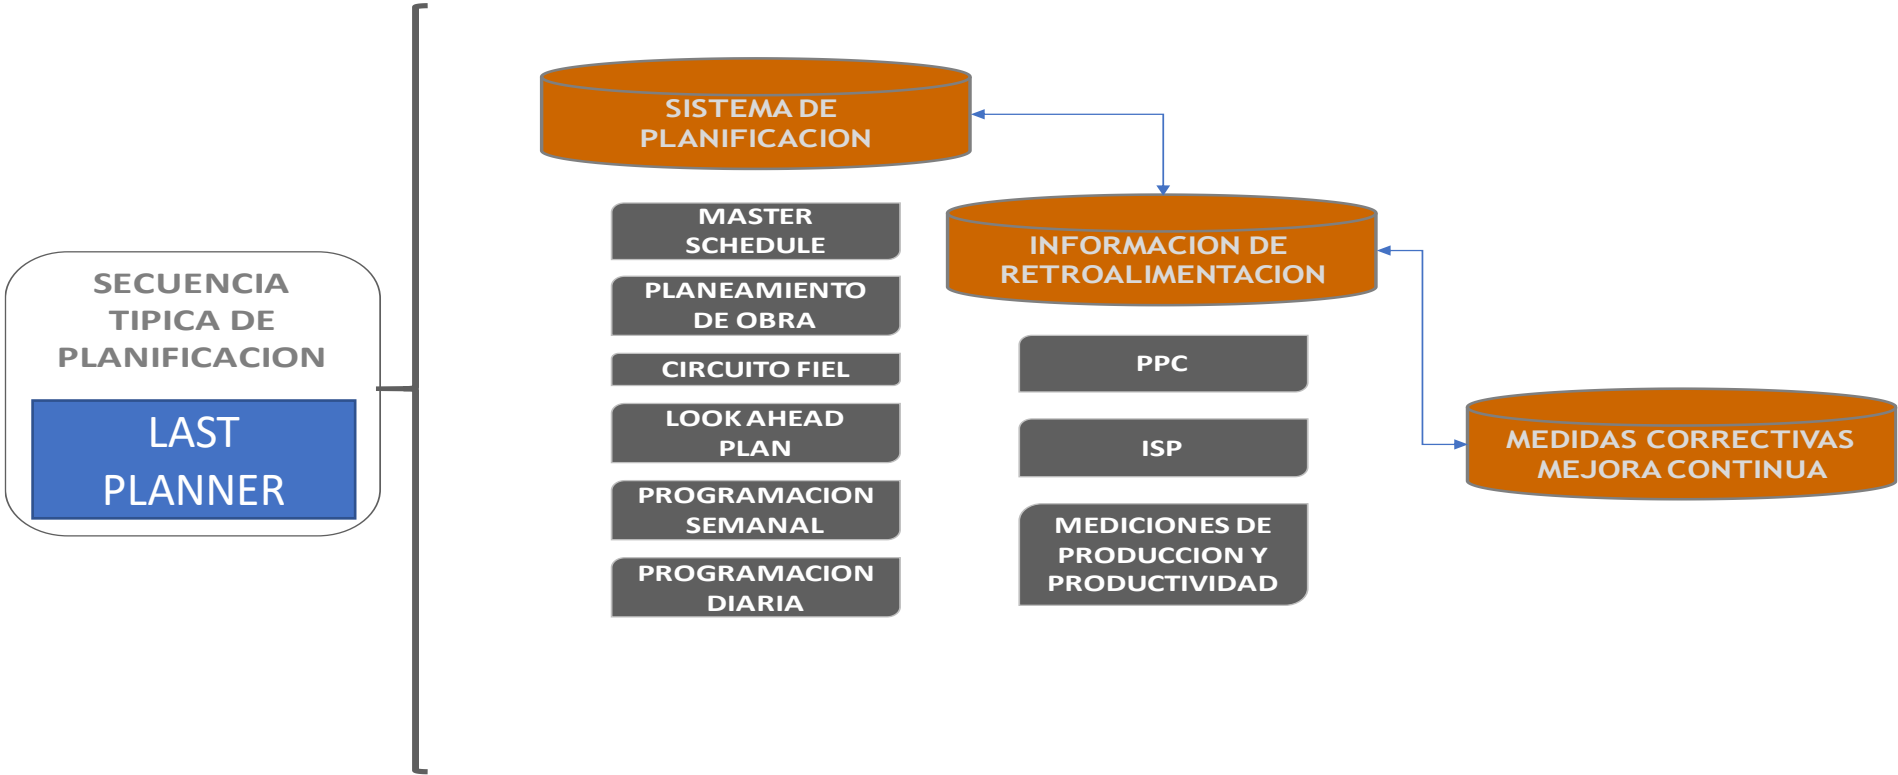 SECUENCIA
TIPICA DE
PLANIFICACION
LAST
PLANNER
SISTEMA DE
PLANIFICACION
MASTER
SCHEDULE
PLANEAMIENTO
DE OBRA
CIRCUITO FIEL
LOOK AHEAD
PLAN
PROGRAMACION
SEMANAL
PROGRAMACION
DIARIA
INFORMACION DE
RETROALIMENTACION
PPC
ISP
MEDICIONES DE
PRODUCCION Y
PRODUCTIVIDAD
MEDIDAS CORRECTIVAS
MEJORA CONTINUA